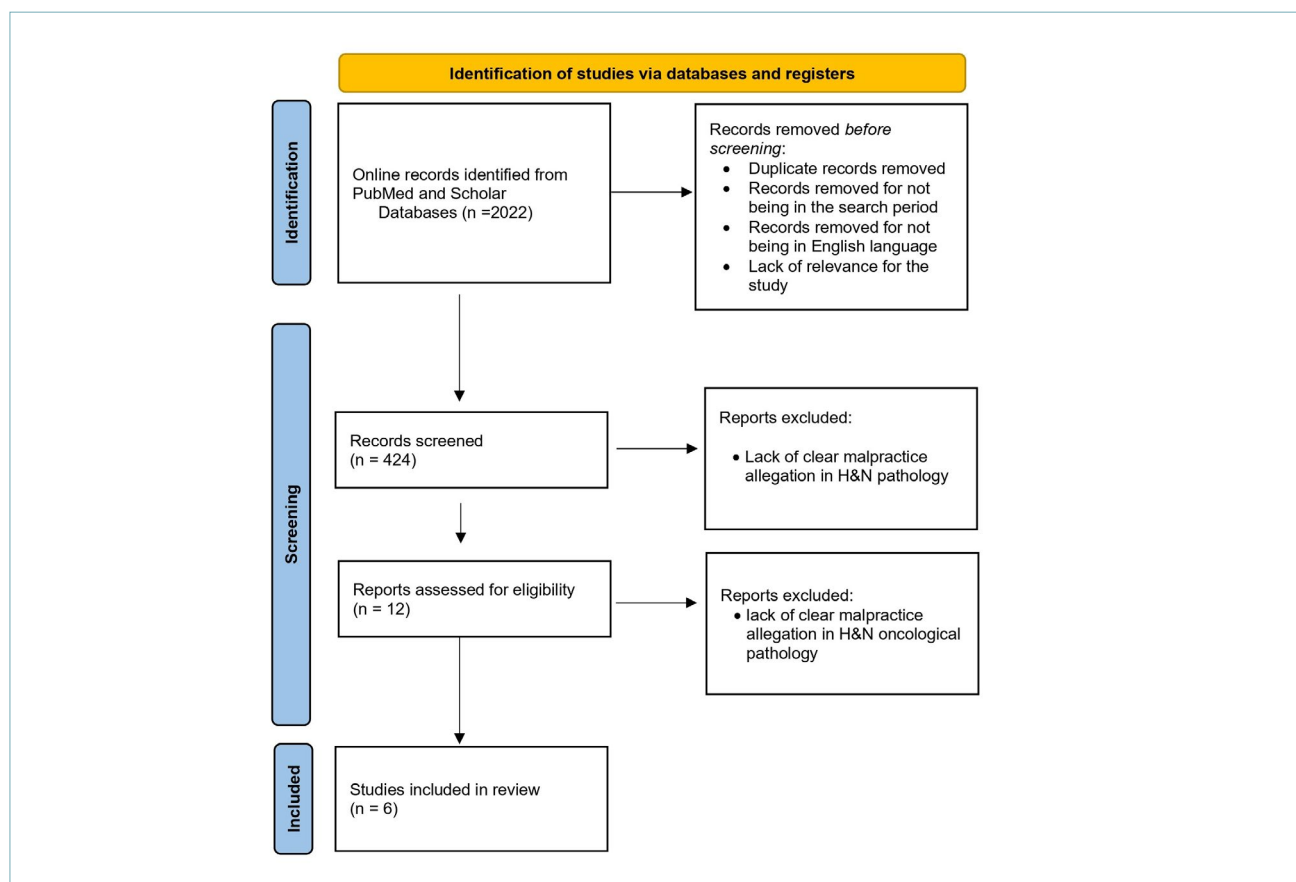 Identification of studies via databases and registers
Identification
Online records identified from
PubMed and Scholar
Databases (n =2022)
Records removed before
screening:
• Duplicate records removed
• Records removed for not
being in the search period
• Records removed for not
being in English language
• Lack of relevance for the
study
Screening
Records screened
(n = 424)
Reports excluded:
• Lack of clear malpractice
allegation in H&N pathology
Reports assessed for eligibility
(n = 12)
Reports excluded:
• lack of clear malpractice
allegation in H&N oncological
pathology
Included
Studies included in review
(n = 6)